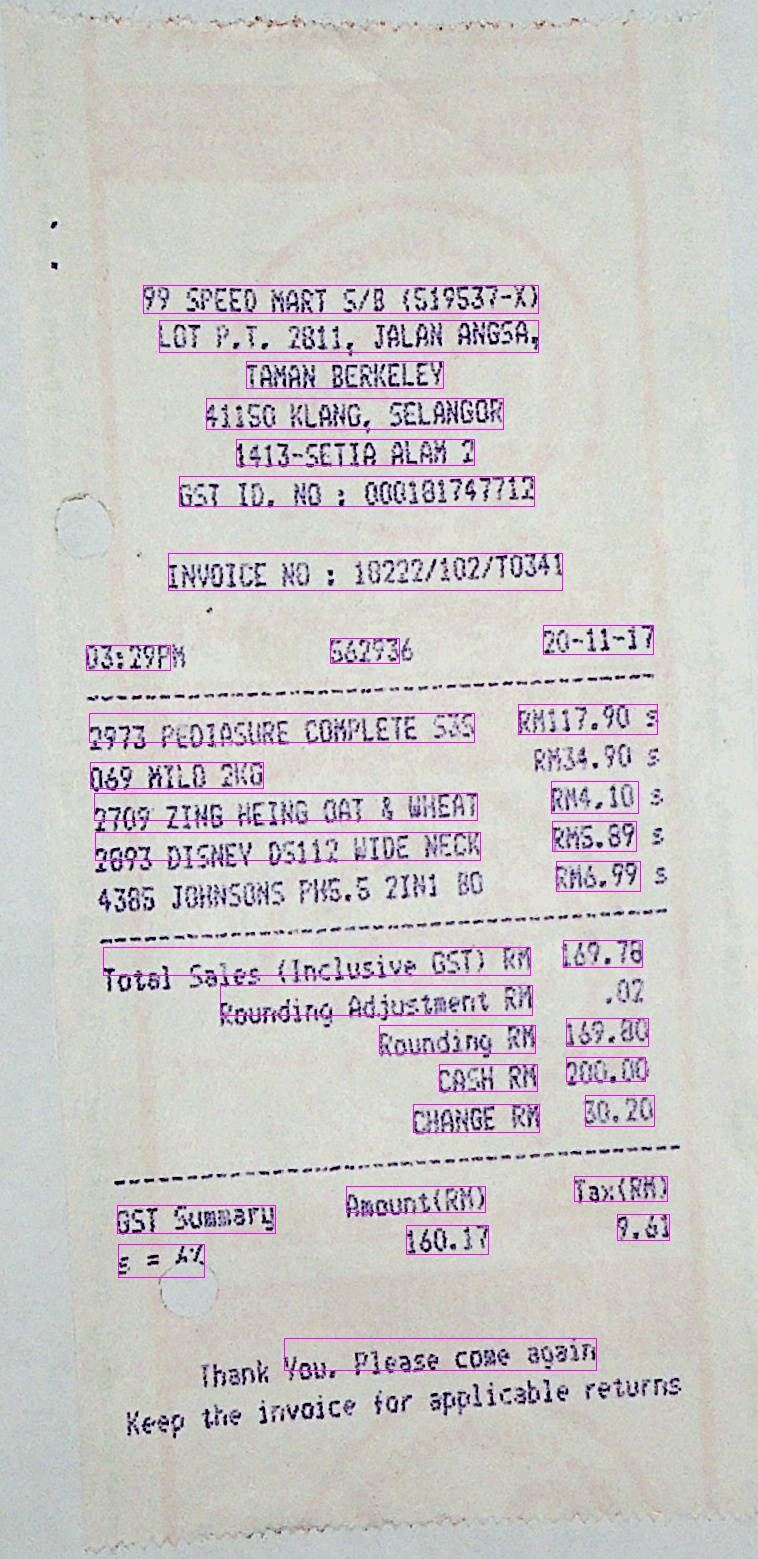 99 SPEED MART S/B (519537-X)
LOT P.T. 2811, JALAN ANGSA,
TAMAN BERKELEY
41150 KLANG, SELANGOR
1413-SETIA ALAM 2
GST ID. NO : 000181747712
INVOICE NO : 18222/102/T0341
03:29PM 562936 20-11-17
2973 PEDIASURE COMPLETE S3S RM117.90 s
069 MILO 2KG RM34.90 s
2709 ZING HEING OAT & WHEAT RM4.10 s
2893 DISNEY DS112 WIDE NECK RM5.89 s
4385 JOHNSONS PH5.5 2IN1 BO RM6.99 s
Total Sales (Inclusive GST) RM 169.78
Rounding Adjustment RM .02
Rounding RM 169.80
CASH RM 200.00
CHANGE RM 30.20
GST Summary Amount(RM) Tax(RM)
s = 6% 160.17 9.61
Thank You. Please come again
Keep the invoice for applicable returns